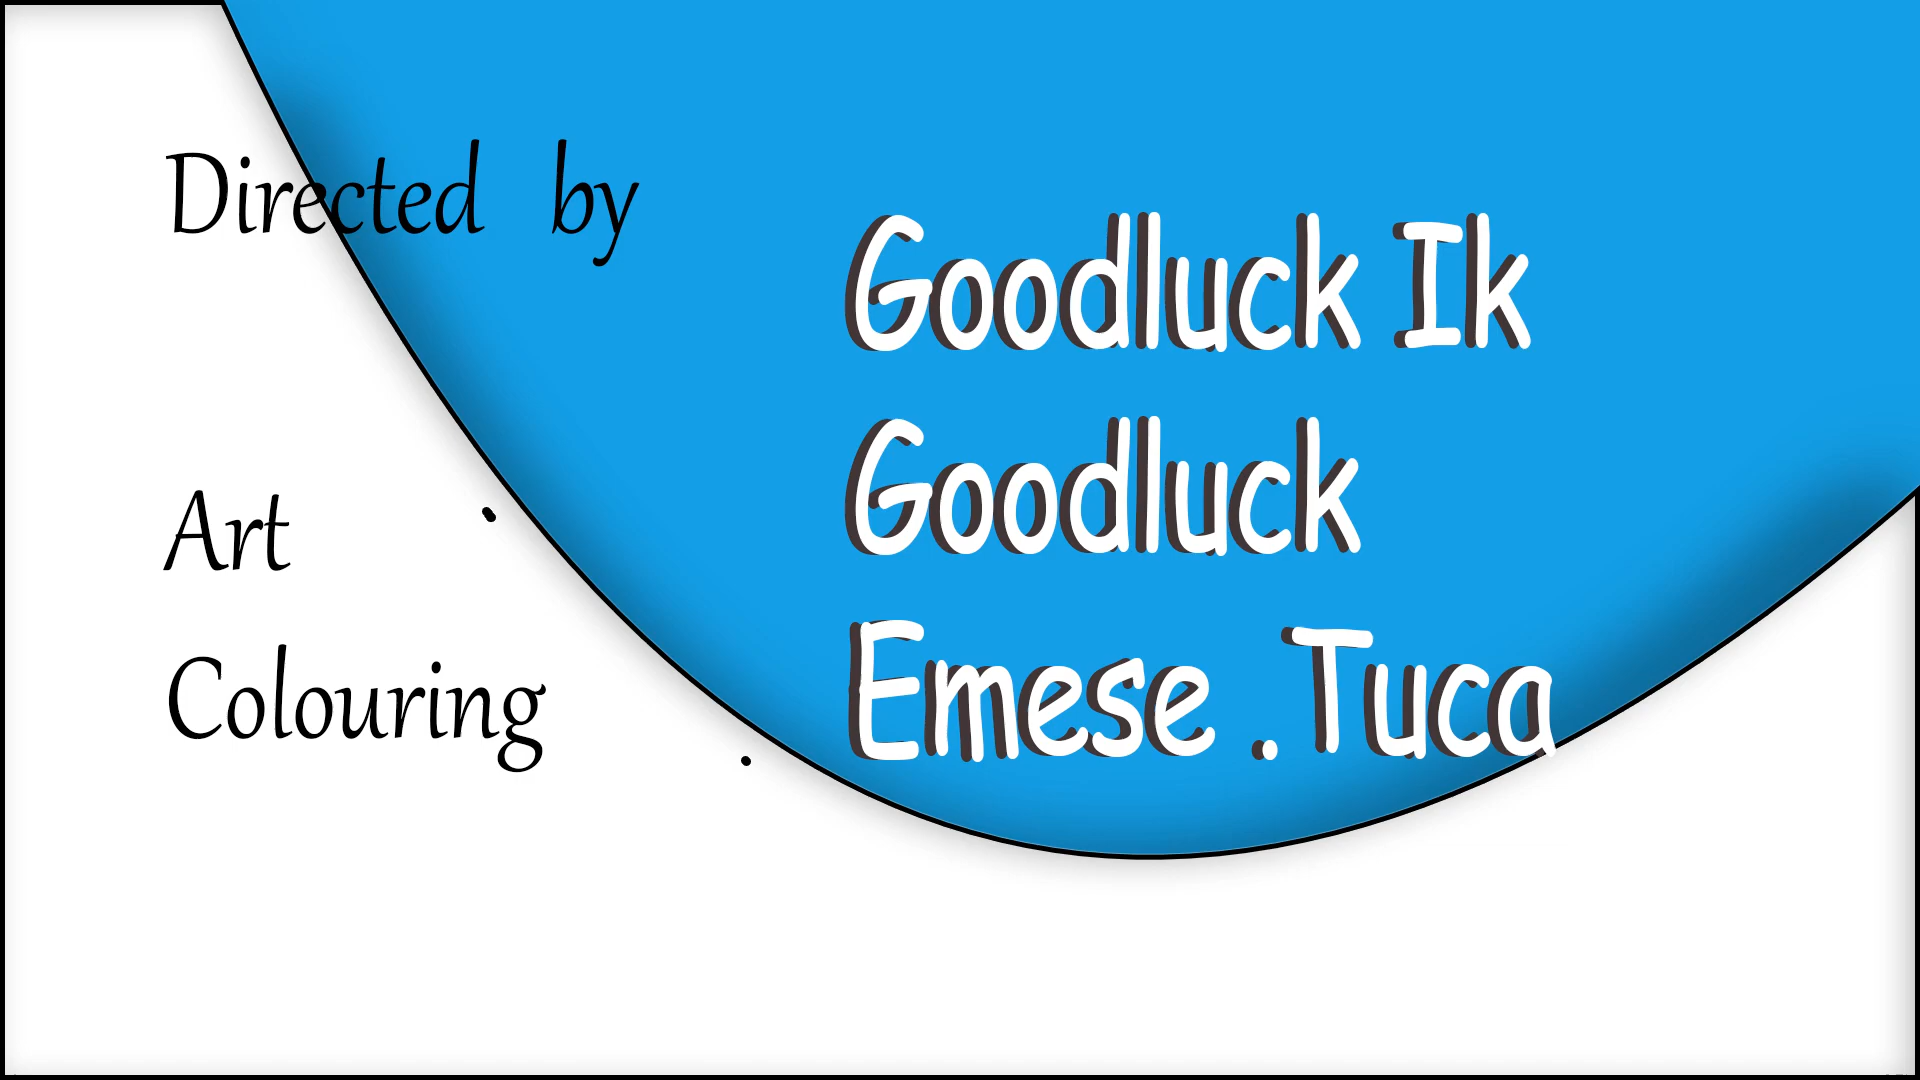 Directed by
Goodluck Ik
Art
Goodluck
Colouring
Emese .Tuca